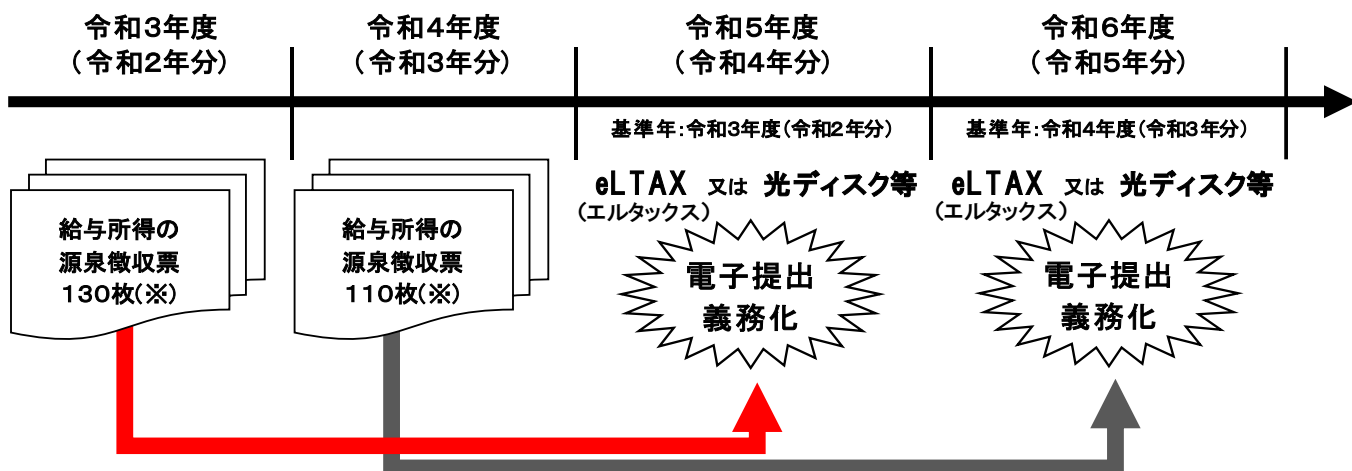 令和3年度
(令和2年分)
令和4年度
(令和3年分)
令和5年度
(令和4年分)
令和6年度
(令和5年分)
基準年:令和3年度(令和2年分)
基準年:令和4年度(令和3年分)
給与所得の
源泉徴収票
130枚(※)
給与所得の
源泉徴収票
110枚(※)
eLTAX 又は 光ディスク等
(エルタックス)
電子提出
義務化
eLTAX 又は 光ディスク等
(エルタックス)
電子提出
義務化